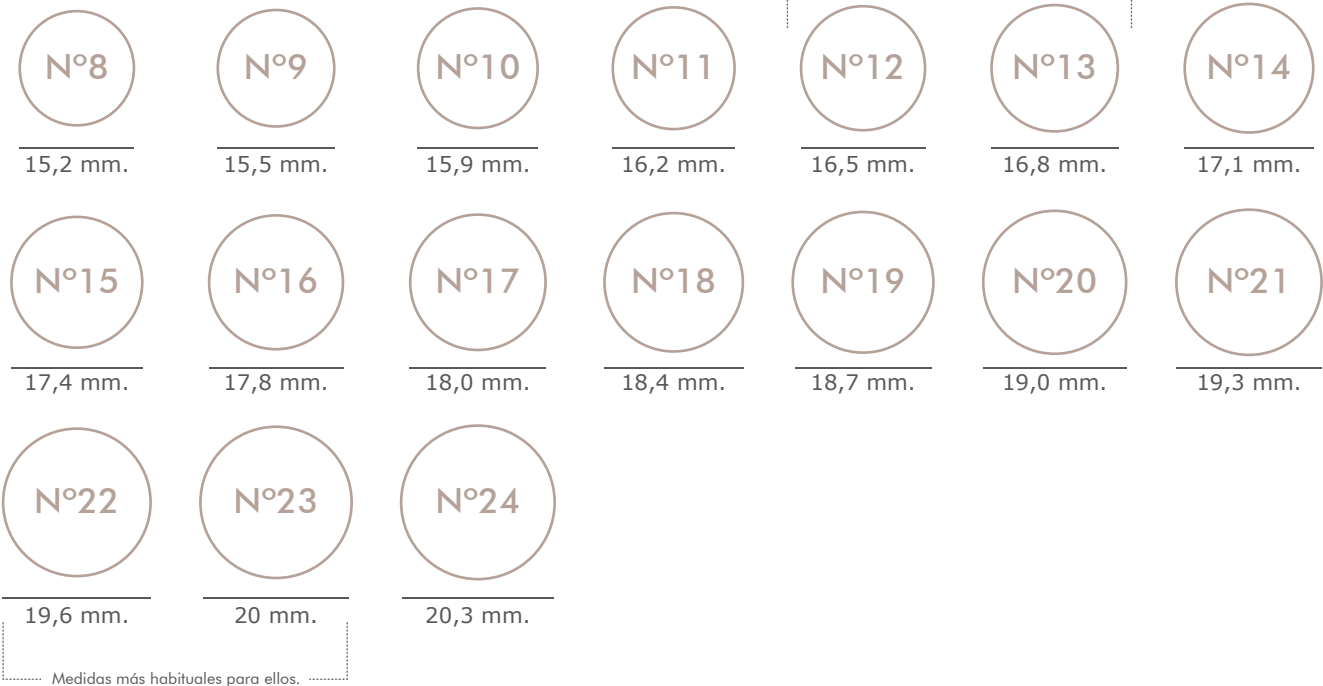 Nº8 Nº9 Nº10 Nº11 Nº12 Nº13 Nº14
15,2 mm. 15,5 mm. 15,9 mm. 16,2 mm. 16,5 mm. 16,8 mm. 17,1 mm.
Nº15 Nº16 Nº17 Nº18 Nº19 Nº20 Nº21
17,4 mm. 17,8 mm. 18,0 mm. 18,4 mm. 18,7 mm. 19,0 mm. 19,3 mm.
Nº22 Nº23 Nº24
19,6 mm. 20 mm. 20,3 mm.
Medidas más habituales para ellos.